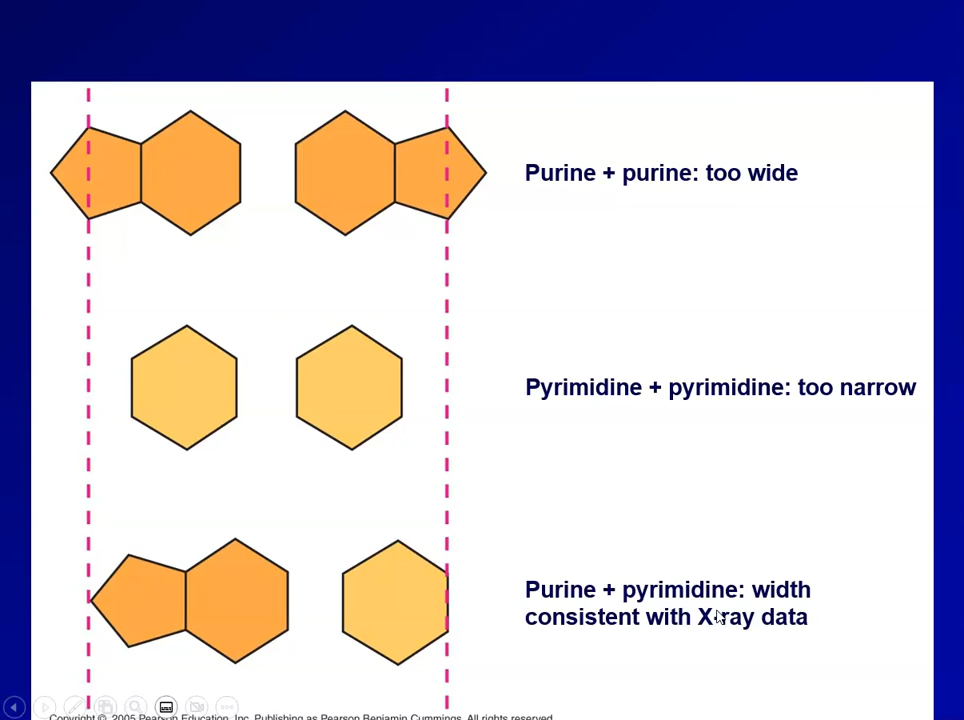 Purine + purine: too wide
Pyrimidine + pyrimidine: too narrow
Purine + pyrimidine: width
consistent with X-ray data
Copyright © 2005 Pearson Education, Inc. Publishing as Pearson Benjamin Cummings. All rights reserved.